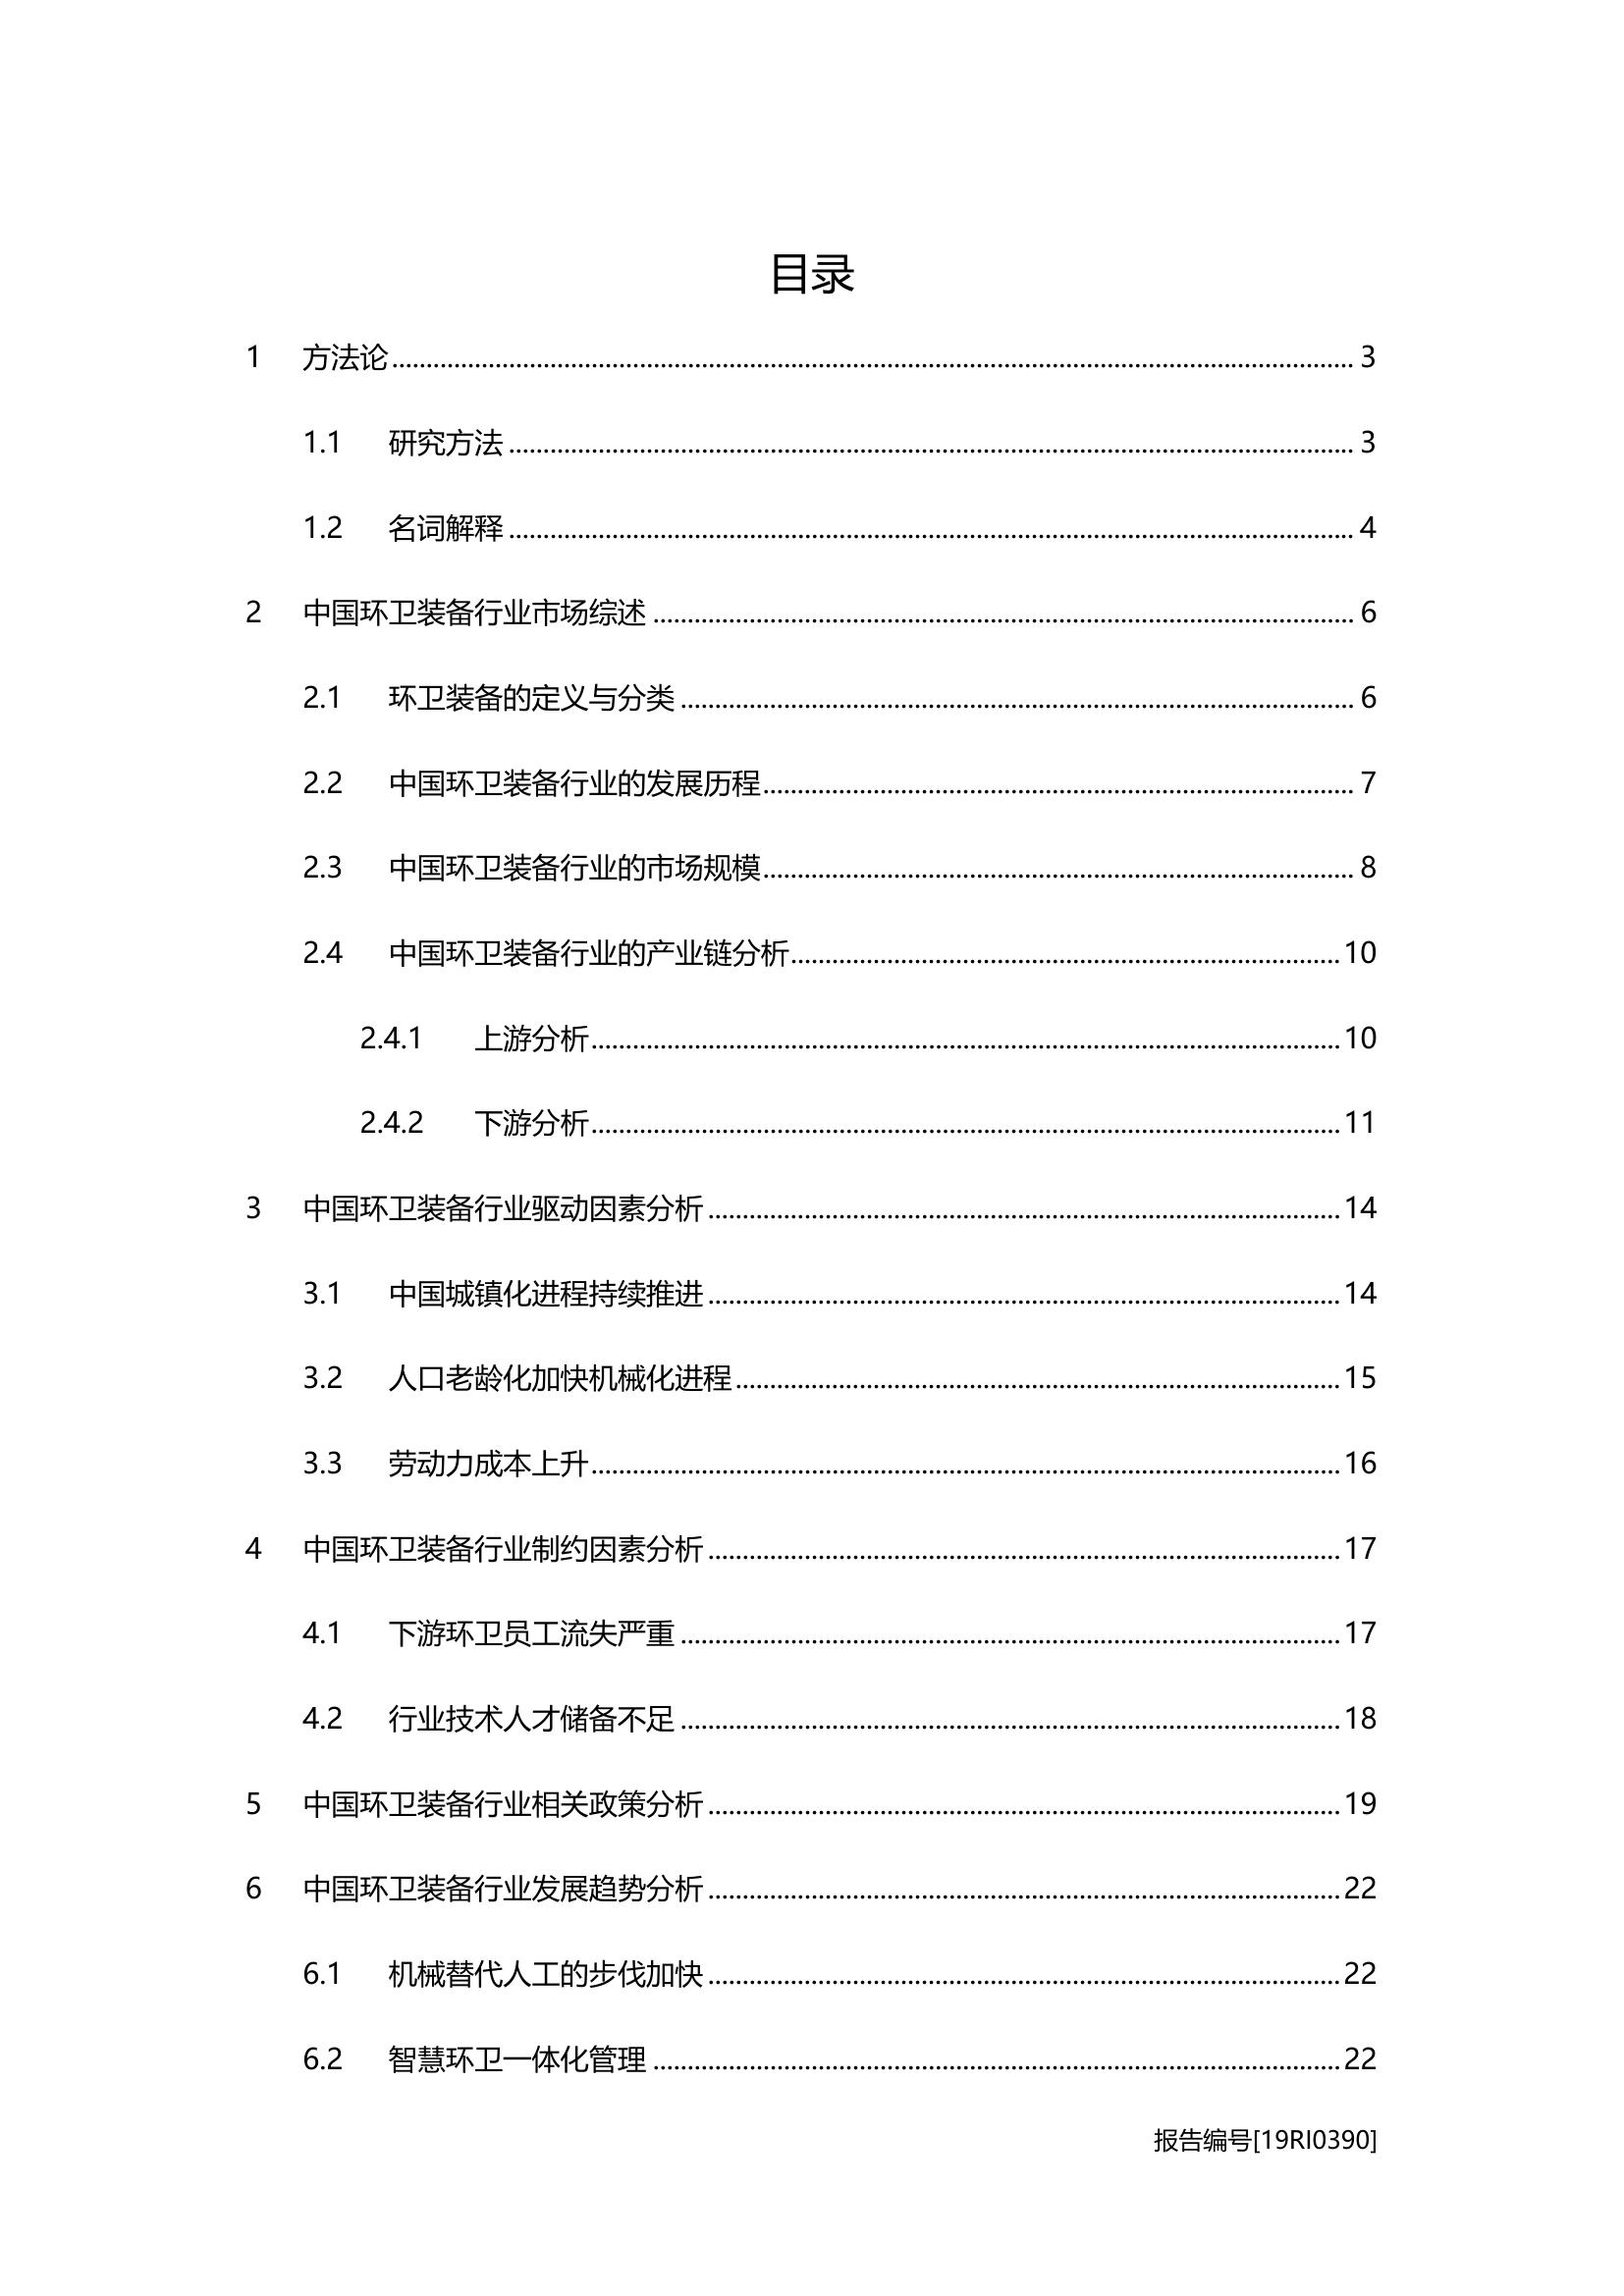 目录
1 方法论 3
1.1 研究方法 3
1.2 名词解释 4
2 中国环卫装备行业市场综述 6
2.1 环卫装备的定义与分类 6
2.2 中国环卫装备行业的发展历程 7
2.3 中国环卫装备行业的市场规模 8
2.4 中国环卫装备行业的产业链分析 10
2.4.1 上游分析 10
2.4.2 下游分析 11
3 中国环卫装备行业驱动因素分析 14
3.1 中国城镇化进程持续推进 14
3.2 人口老龄化加快机械化进程 15
3.3 劳动力成本上升 16
4 中国环卫装备行业制约因素分析 17
4.1 下游环卫员工流失严重 17
4.2 行业技术人才储备不足 18
5 中国环卫装备行业相关政策分析 19
6 中国环卫装备行业发展趋势分析 22
6.1 机械替代人工的步伐加快 22
6.2 智慧环卫一体化管理 22
报告编号[19RI0390]